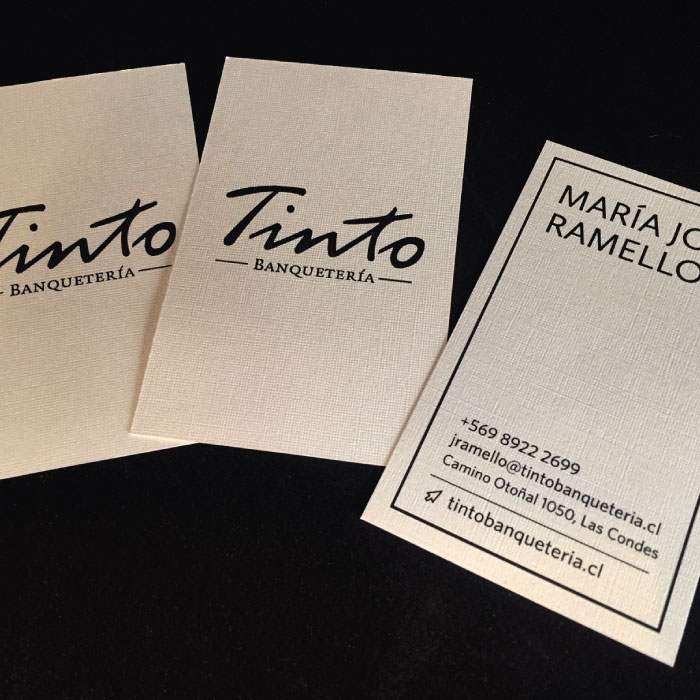 Tinto
BANQUETERÍA
Tinto
BANQUETERÍA
MARÍA JO
RAMELLO
+569 8922 2699
jramello@tintobanqueteria.cl
Camino Otoñal 1050, Las Condes
tintobanqueteria.cl